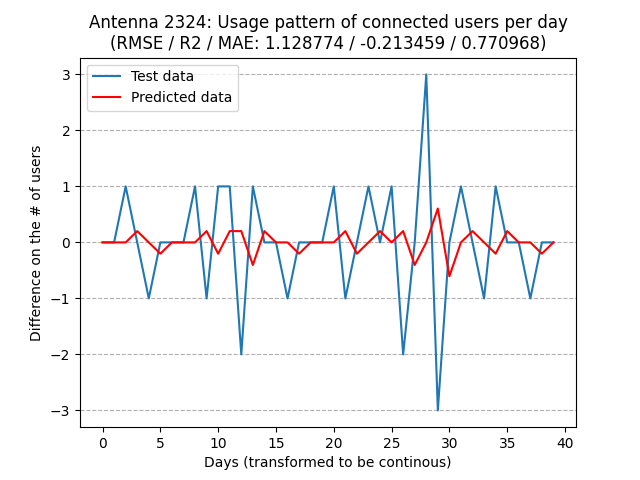 Antenna 2324: Usage pattern of connected users per day
(RMSE / R2 / MAE: 1.128774 / -0.213459 / 0.770968)
Test data
Predicted data
Difference on the # of users
3
2
1
0
−1
−2
−3
0 5 10 15 20 25 30 35 40
Days (transformed to be continous)